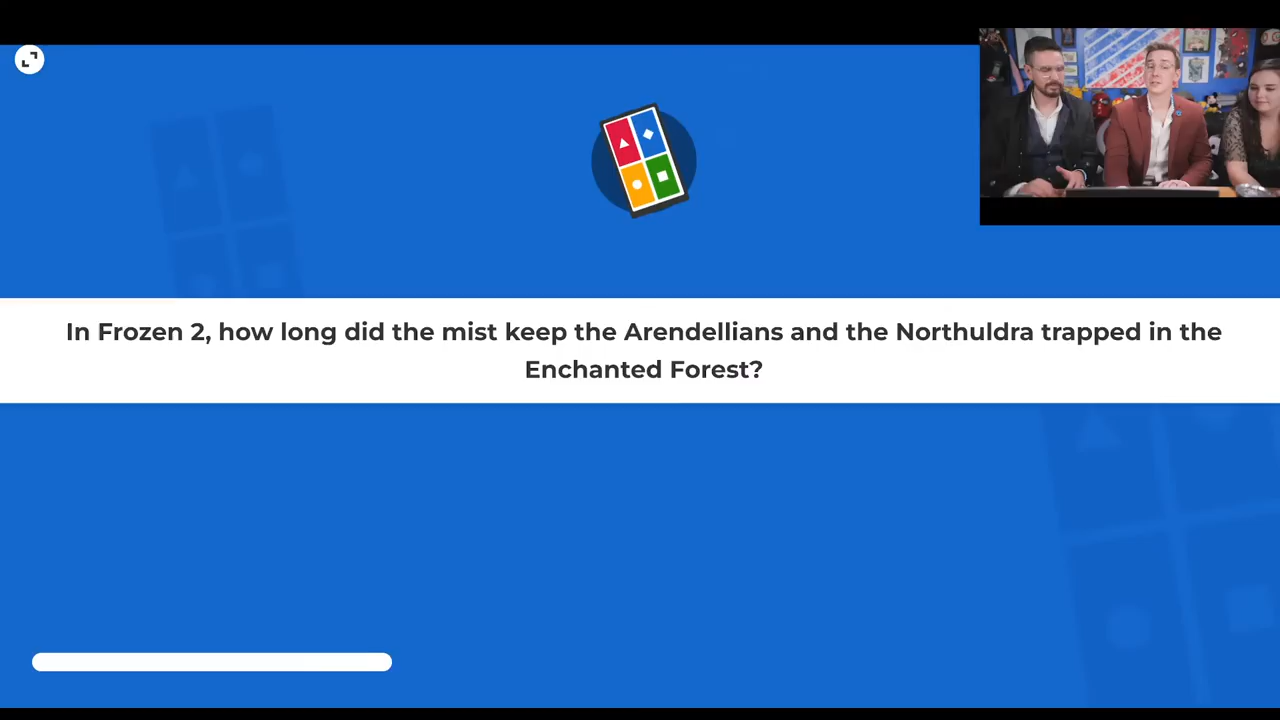 In Frozen 2, how long did the mist keep the Arendellians and the Northuldra trapped in the
Enchanted Forest?